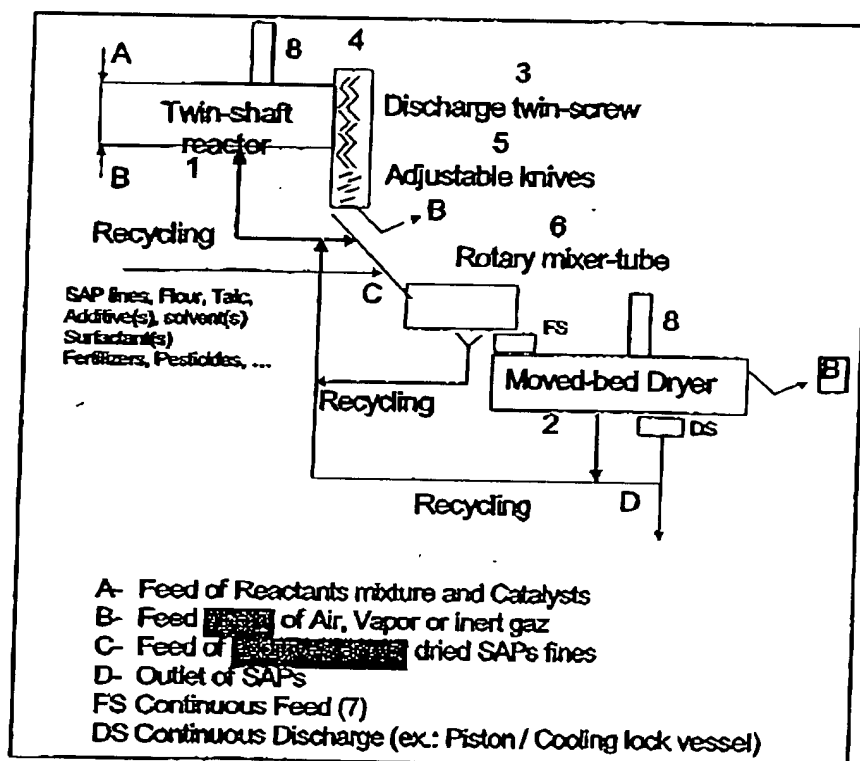 A
8
4
3
Twin-shaft
reactor
Discharge twin-screw
5
1
Adjustable knives
B
B
Recycling
6
Rotary mixer-tube
C
SAP fines, Flour, Talc,
Additive(s), solvent(s)
Surfactant(s)
Fertilizers, Pesticides, ...
FS
8
Moved-bed Dryer
B
Recycling
2
DS
Recycling
D
A- Feed of Reactants mixture and Catalysts
B- Feed of Air, Vapor or inert gaz
C- Feed of dried SAPs fines
D- Outlet of SAPs
FS Continuous Feed (7)
DS Continuous Discharge (ex.: Piston / Cooling lock vessel)